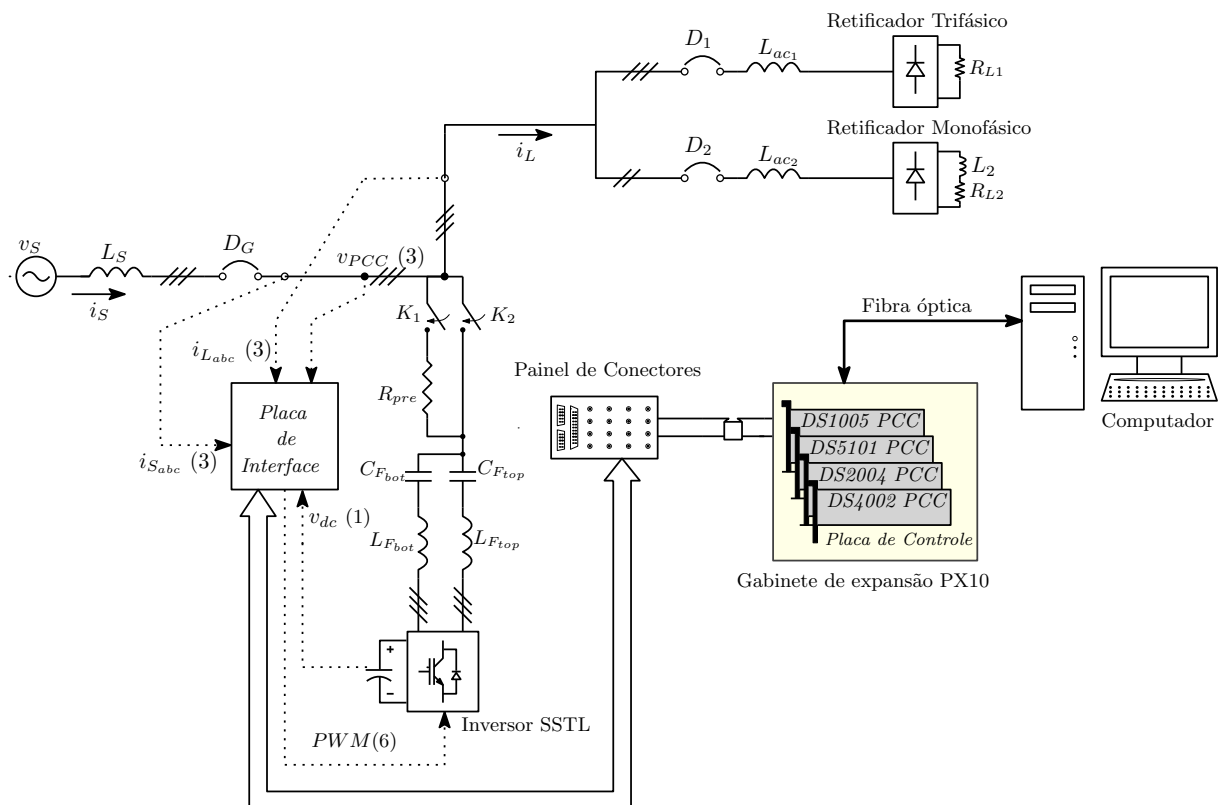 Retificador Trifásico
D1
Lac1
RL1
Retificador Monofásico
iL
D2
Lac2
L2
RL2
vS
LS
DG
vPCC (3)
iS
K1
K2
Fibra óptica
iLabc (3)
Rpre
Painel de Conectores
Computador
Placa
de
Interface
iSabc (3)
DS1005 PCC
DS5101 PCC
DS2004 PCC
DS4002 PCC
Placa de Controle
Gabinete de expansão PX10
CFbot
CFtop
vdc (1)
LFbot
LFtop
+
−
Inversor SSTL
PWM(6)